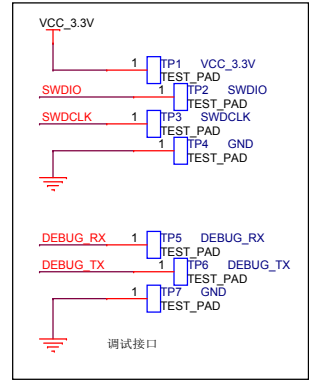 VCC_3.3V
1 TP1 VCC_3.3V
TEST_PAD
SWDIO 1 TP2 SWDIO
TEST_PAD
SWDCLK 1 TP3 SWDCLK
TEST_PAD
1 TP4 GND
TEST_PAD
DEBUG_RX 1 TP5 DEBUG_RX
TEST_PAD
DEBUG_TX 1 TP6 DEBUG_TX
TEST_PAD
1 TP7 GND
TEST_PAD
调试接口